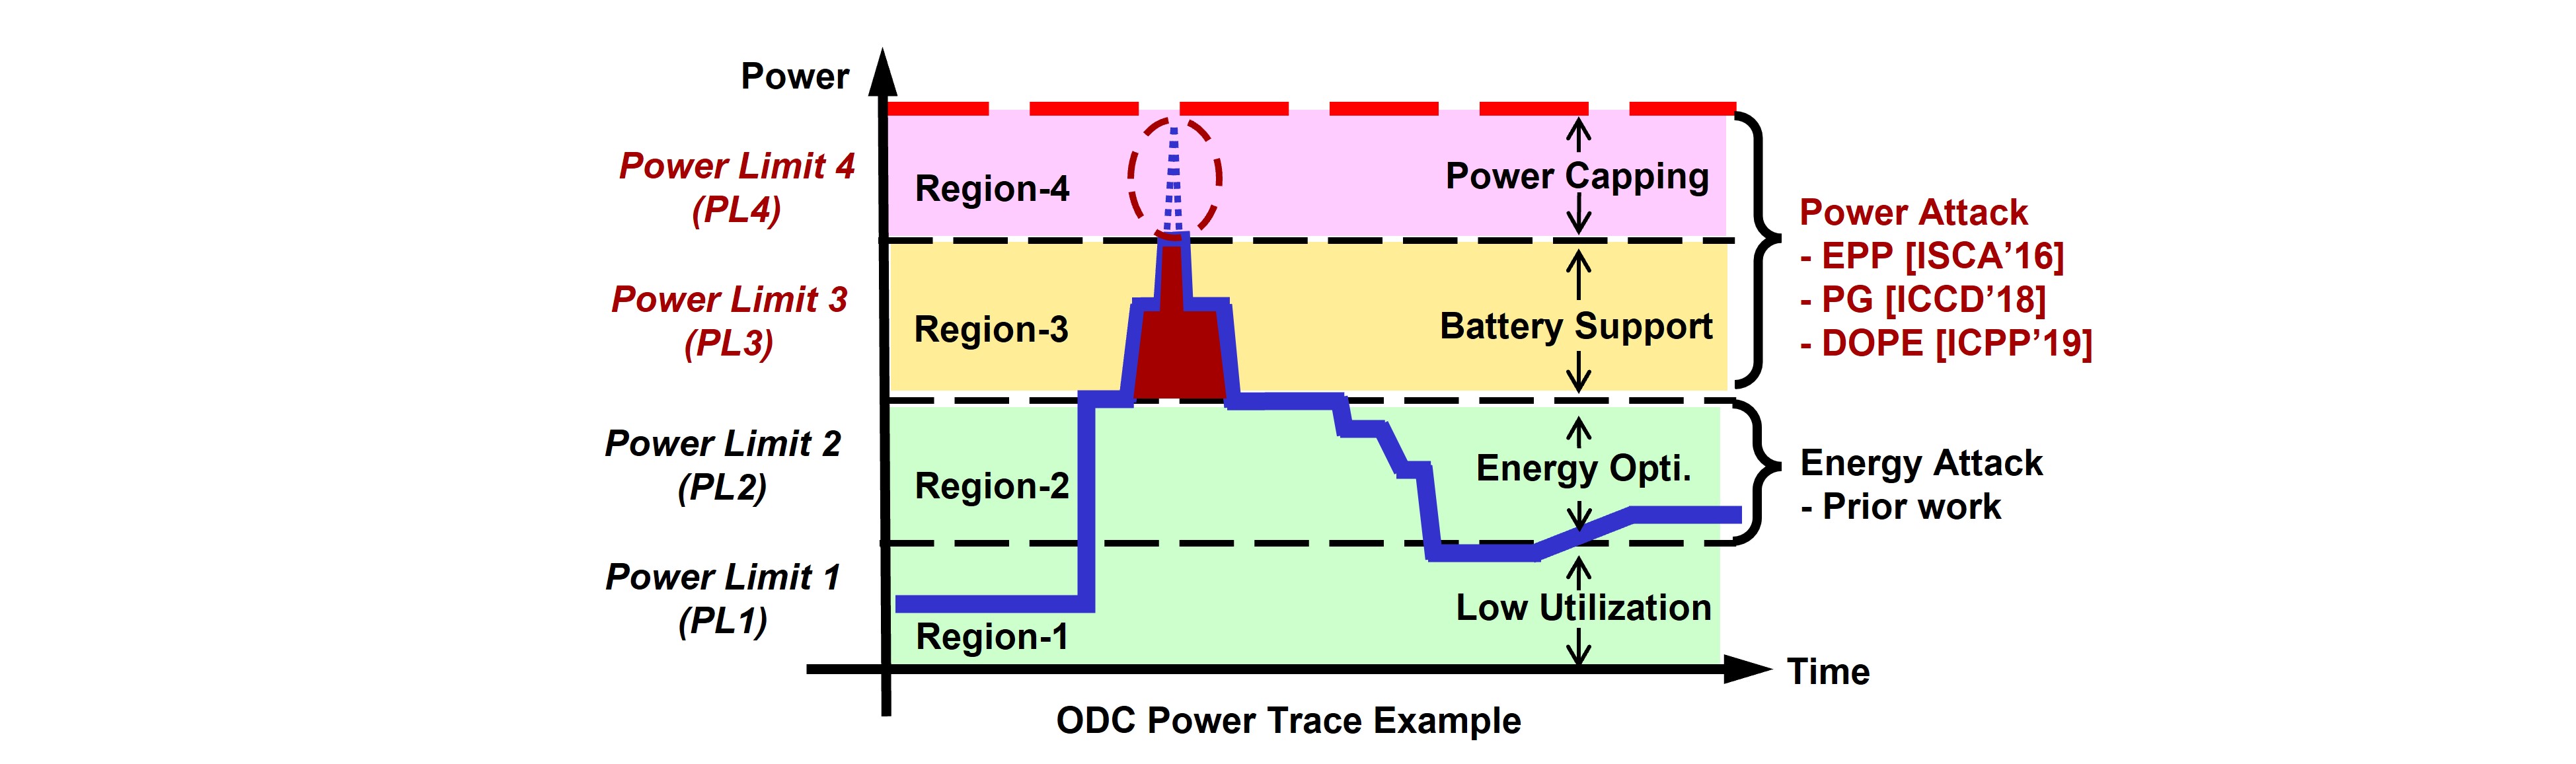 Power
Power Limit 4
(PL4)
Region-4
Power Capping
Power Limit 3
(PL3)
Region-3
Battery Support
Power Attack
- EPP [ISCA’16]
- PG [ICCD’18]
- DOPE [ICPP’19]
Power Limit 2
(PL2)
Region-2
Energy Opti.
Energy Attack
- Prior work
Power Limit 1
(PL1)
Region-1
Low Utilization
Time
ODC Power Trace Example